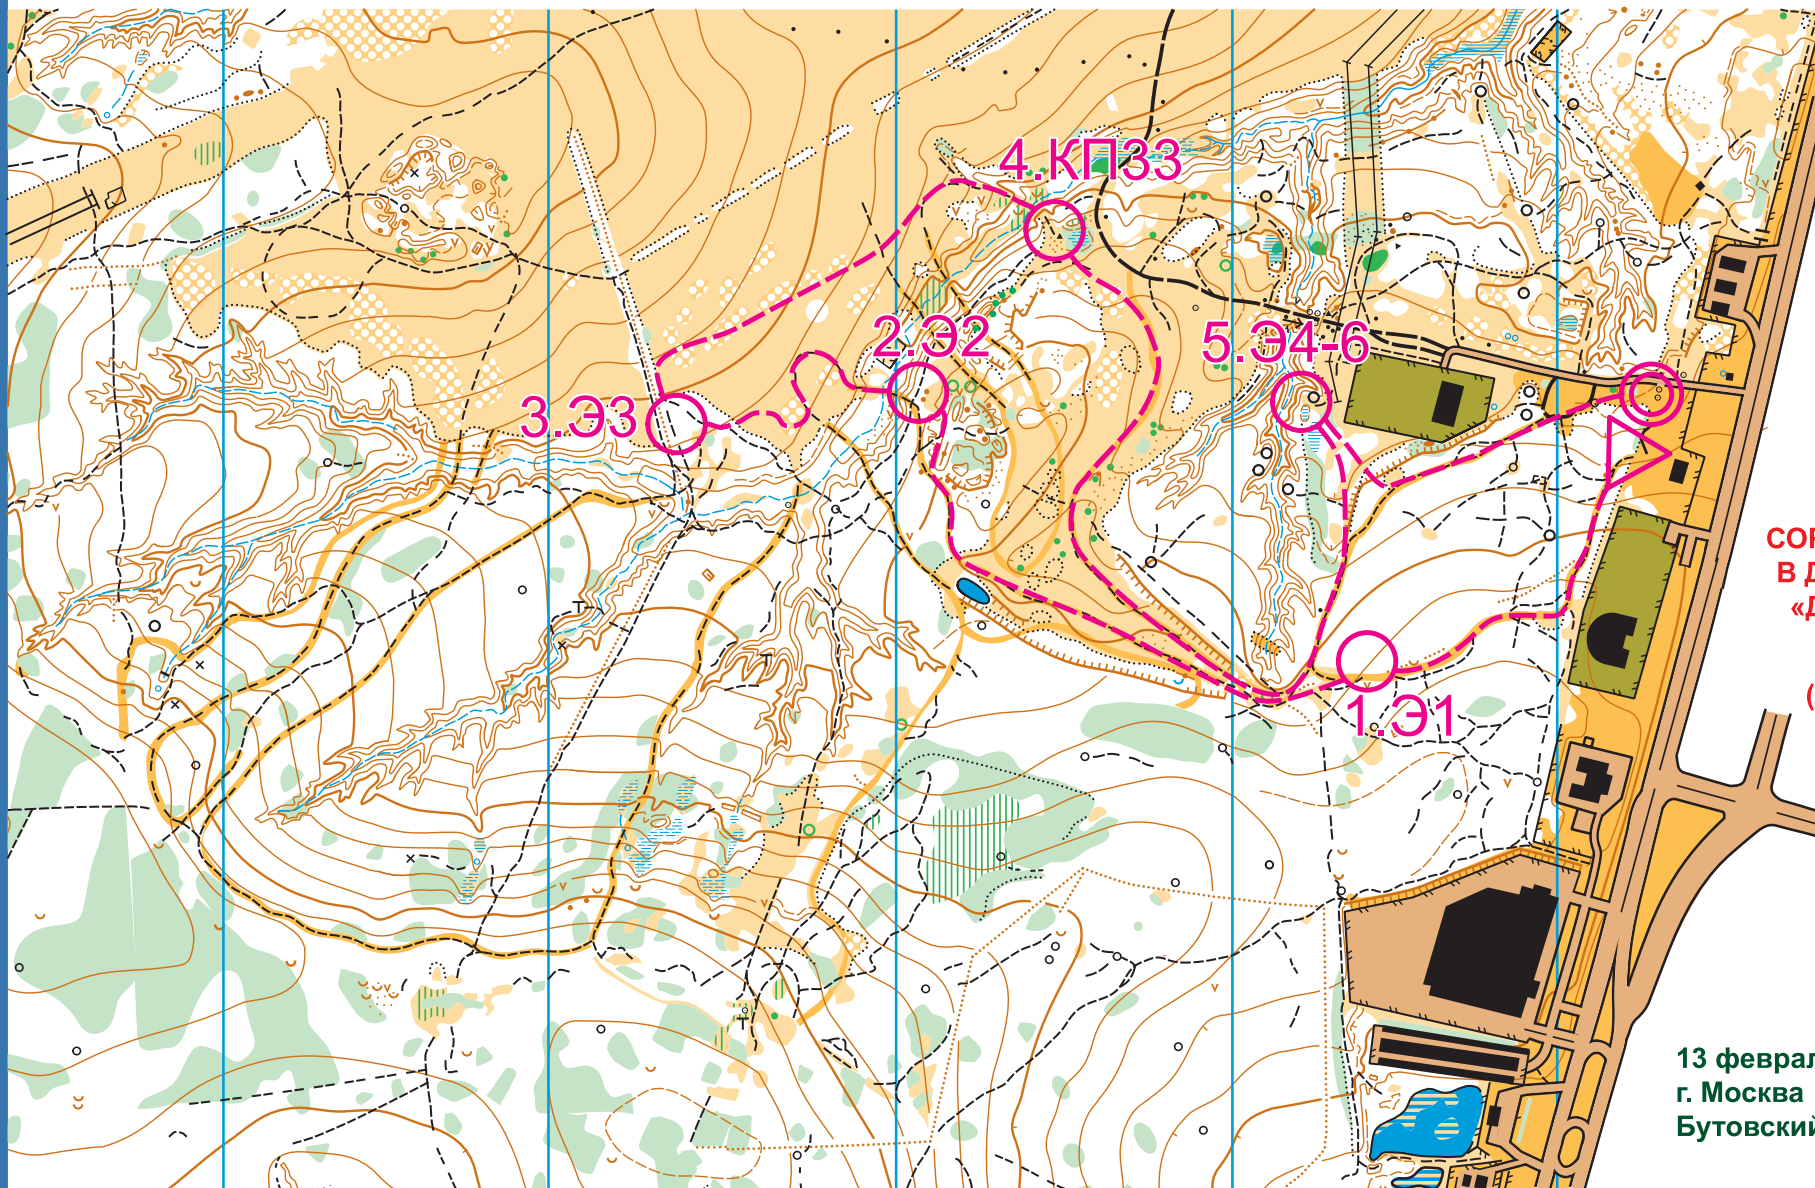 4.КП33
2.Э2
5.Э4-6
3.Э3
1.Э1
В Д
«Д
(
13 феврал
г. Москва
Бутовский